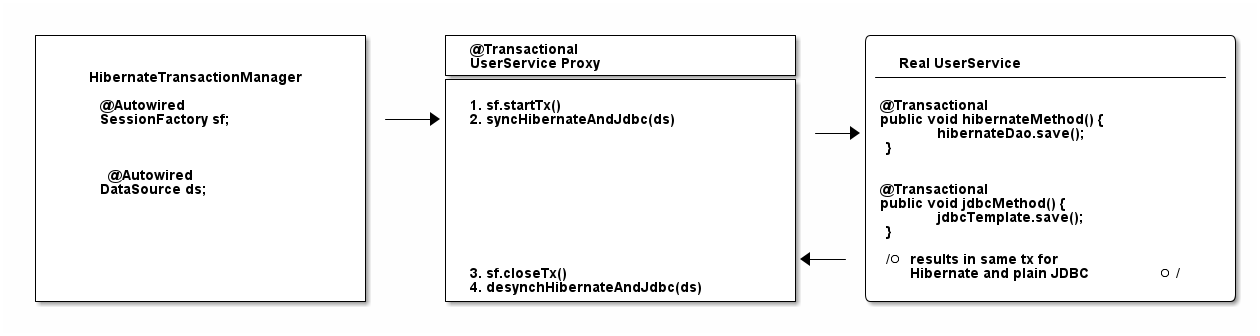 HibernateTransactionManager
@Autowired
SessionFactory sf;
@Autowired
DataSource ds;
@Transactional
UserService Proxy
1. sf.startTx()
2. syncHibernateAndJdbc(ds)
3. sf.closeTx()
4. desynchHibernateAndJdbc(ds)
Real UserService
@Transactional
public void hibernateMethod() {
hibernateDao.save();
}
@Transactional
public void jdbcMethod() {
jdbcTemplate.save();
}
/○ results in same tx for
Hibernate and plain JDBC ○ /